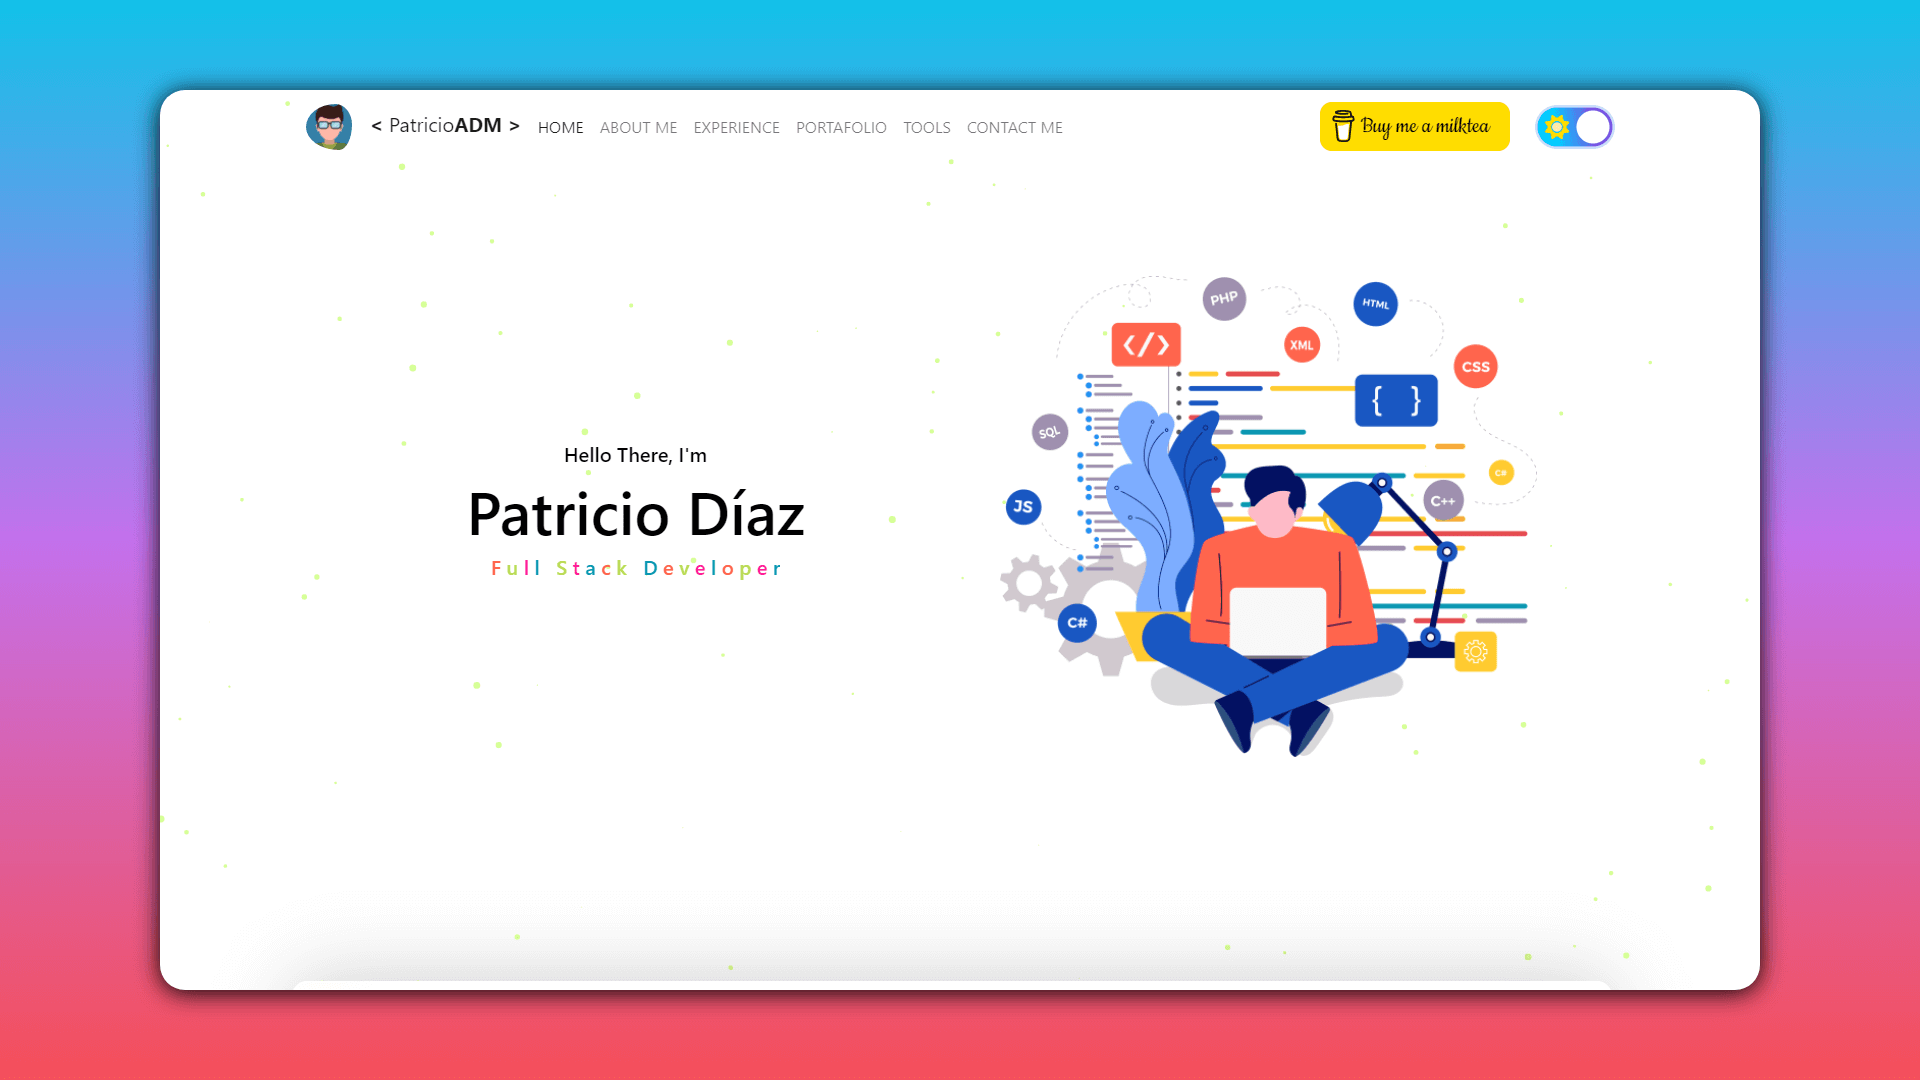 < PatricioADM > HOME ABOUT ME EXPERIENCE PORTAFOLIO TOOLS CONTACT ME Buy me a milktea
PHP
HTML
</>
XML
CSS
{ }
SQL
C#
C++
JS
C#
Hello There, I'm
Patricio Díaz
Full Stack Developer